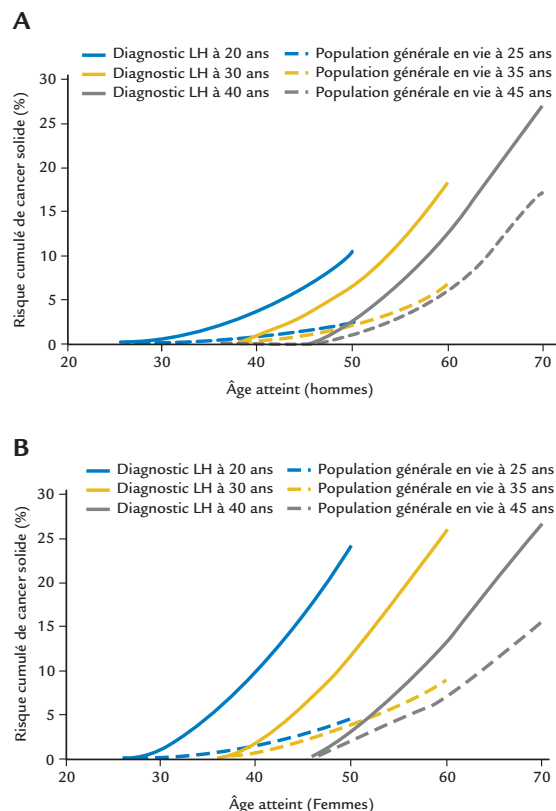 A
Diagnostic LH à 20 ans
Population générale en vie à 25 ans
Diagnostic LH à 30 ans
Population générale en vie à 35 ans
Diagnostic LH à 40 ans
Population générale en vie à 45 ans
Risque cumulé de cancer solide (%)
30
25
20
15
10
5
0
20 30 40 50 60 70
Âge atteint (hommes)
B
Diagnostic LH à 20 ans
Population générale en vie à 25 ans
Diagnostic LH à 30 ans
Population générale en vie à 35 ans
Diagnostic LH à 40 ans
Population générale en vie à 45 ans
Risque cumulé de cancer solide (%)
30
25
20
15
10
5
0
20 30 40 50 60 70
Âge atteint (Femmes)